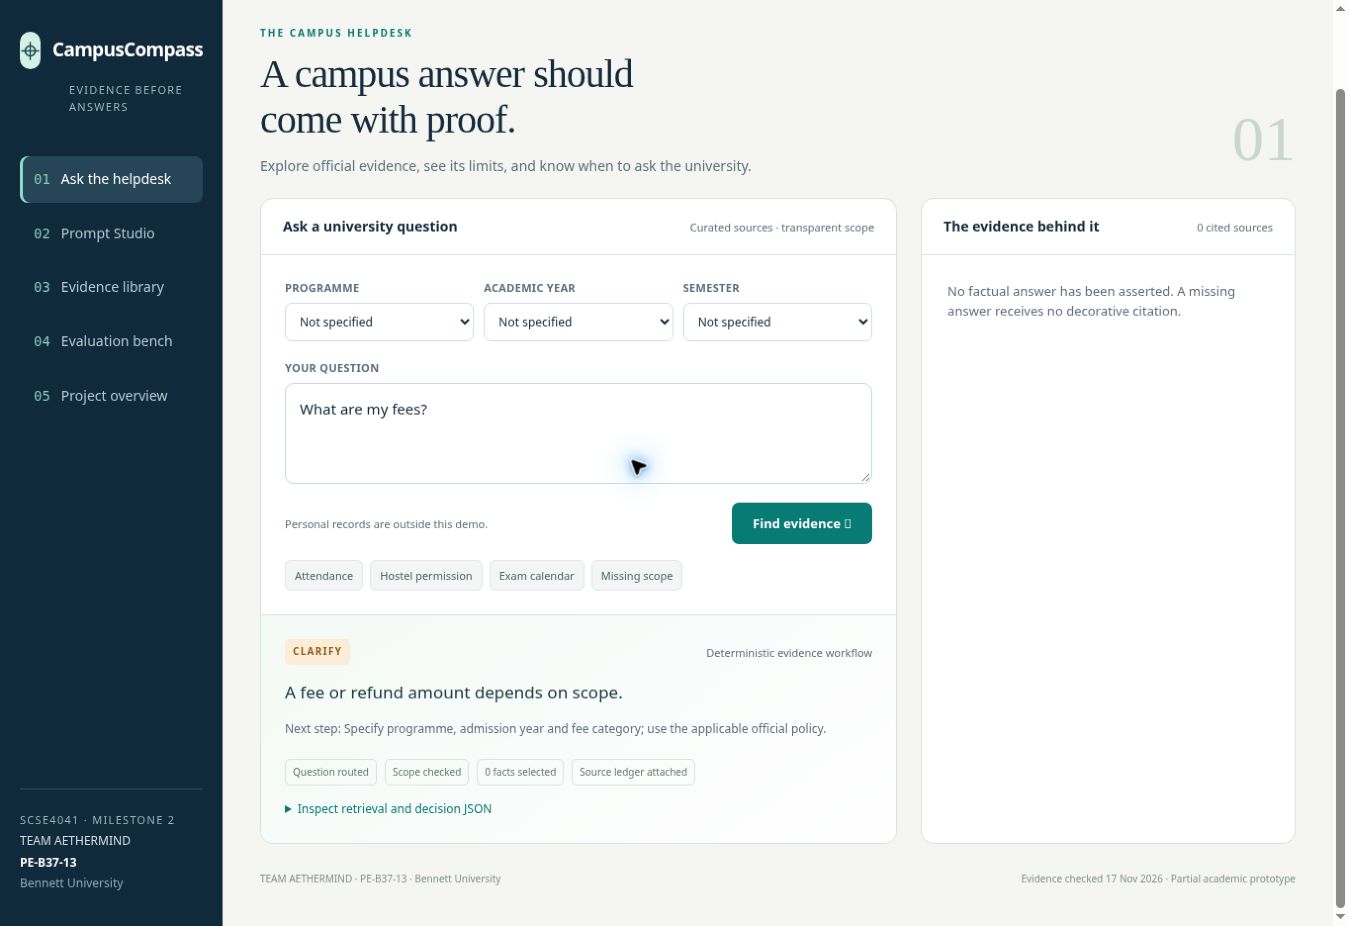 CampusCompass
EVIDENCE BEFORE
ANSWERS
01 Ask the helpdesk
02 Prompt Studio
03 Evidence library
04 Evaluation bench
05 Project overview
SCSE4041 · MILESTONE 2
TEAM AETHERMIND
PE-B37-13
Bennett University
THE CAMPUS HELPDESK
A campus answer should
come with proof.
Explore official evidence, see its limits, and know when to ask the university.
01
Ask a university question
Curated sources · transparent scope
PROGRAMME
ACADEMIC YEAR
SEMESTER
Not specified
Not specified
Not specified
YOUR QUESTION
What are my fees?
Personal records are outside this demo.
Find evidence
Attendance
Hostel permission
Exam calendar
Missing scope
CLARIFY
Deterministic evidence workflow
A fee or refund amount depends on scope.
Next step: Specify programme, admission year and fee category; use the applicable official policy.
Question routed
Scope checked
0 facts selected
Source ledger attached
Inspect retrieval and decision JSON
The evidence behind it
0 cited sources
No factual answer has been asserted. A missing
answer receives no decorative citation.
TEAM AETHERMIND · PE-B37-13 · Bennett University
Evidence checked 17 Nov 2026 · Partial academic prototype